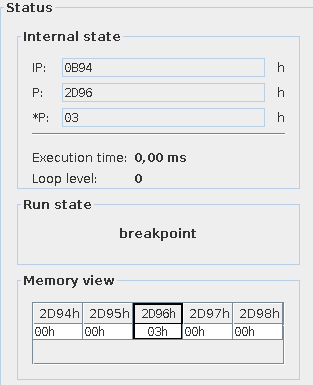 Status
Internal state
IP: 0B94 h
P: 2D96 h
*P: 03 h
Execution time: 0,00 ms
Loop level: 0
Run state
breakpoint
Memory view
2D94h 2D95h 2D96h 2D97h 2D98h
00h 00h 03h 00h 00h